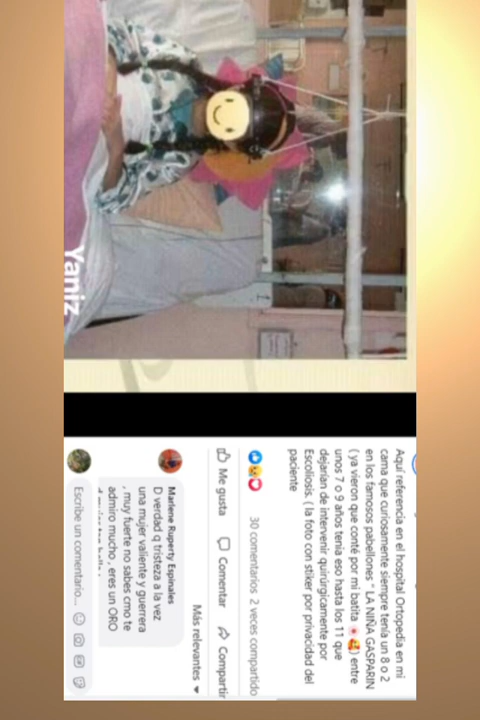 Yaniz
Aquí referencia en el hospital Ortopedia en mi
cama que curiosamente siempre tenía un 8 o 2
en los famosos pabellones " LA NIÑA GASPARIN
( ya vieron que conté por mi batita 🌸🥰) entre
unos 7 o 9 años tenía eso hasta los 11 que
dejarían de intervenir quirúrgicamente por
Escoliosis. ( la foto con stiker por privacidad del
paciente
30 comentarios 2 veces compartido
Me gusta
Comentar
Compartir
Más relevantes
Marlene Ruperty Espinales
D verdad q tristeza a la vez
una mujer valiente y guerrera
, muy fuerte no sabes cmo te
admiro mucho , eres un ORO
Escribe un comentario...